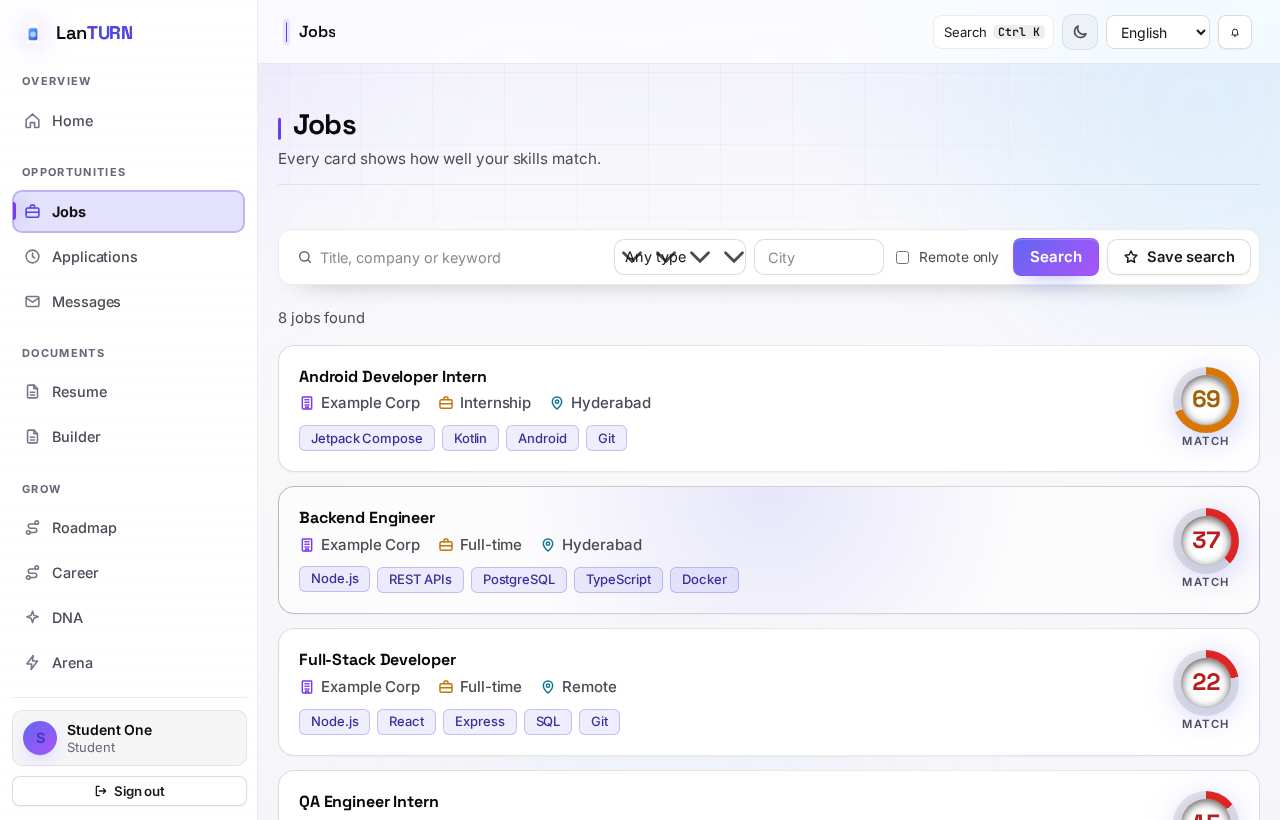 LanTURN
OVERVIEW
Home
OPPORTUNITIES
Jobs
Applications
Messages
DOCUMENTS
Resume
Builder
GROW
Roadmap
Career
DNA
Arena
S
Student One
Student
Sign out
Jobs
Search Ctrl K
English
Jobs
Every card shows how well your skills match.
Title, company or keyword
Any type
City
Remote only
Search
Save search
8 jobs found
Android Developer Intern
Example Corp Internship Hyderabad
Jetpack Compose Kotlin Android Git
69
MATCH
Backend Engineer
Example Corp Full-time Hyderabad
Node.js REST APIs PostgreSQL TypeScript Docker
37
MATCH
Full-Stack Developer
Example Corp Full-time Remote
Node.js React Express SQL Git
22
MATCH
QA Engineer Intern